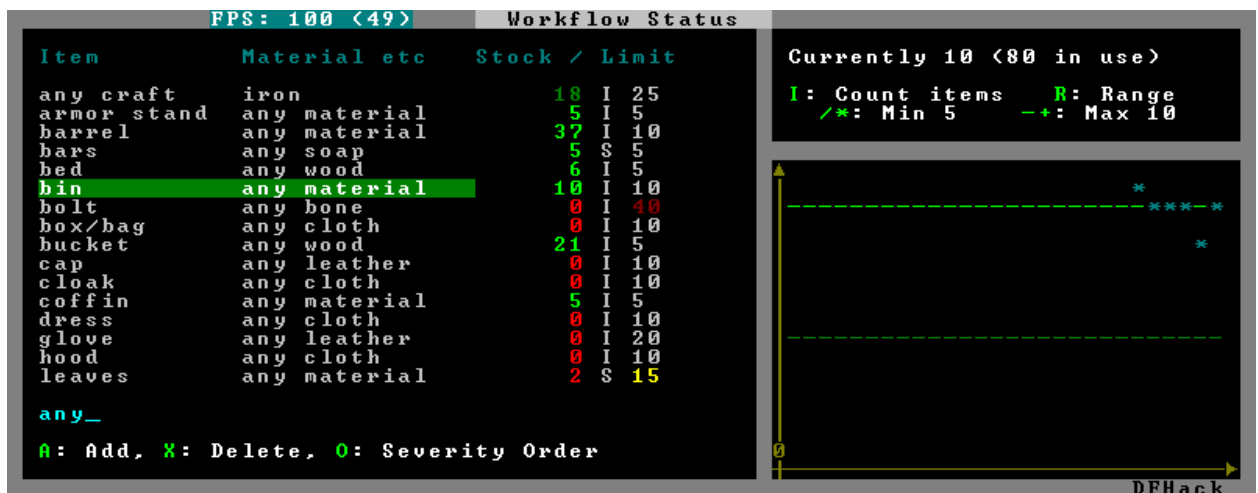 FPS: 100 (49) Workflow Status
Item Material etc Stock / Limit
any craft iron 18 I 25
armor stand any material 5 I 5
barrel any material 37 I 10
bars any soap 5 S 5
bed any wood 6 I 5
bin any material 10 I 10
bolt any bone 0 I 40
box/bag any cloth 0 I 10
bucket any wood 21 I 5
cap any leather 0 I 10
cloak any cloth 0 I 10
coffin any material 5 I 5
dress any cloth 0 I 10
glove any leather 0 I 20
hood any cloth 0 I 10
leaves any material 2 S 15
any_
A: Add, X: Delete, O: Severity Order
Currently 10 (80 in use)
I: Count items R: Range
/*: Min 5 -+: Max 10
0
DFHack